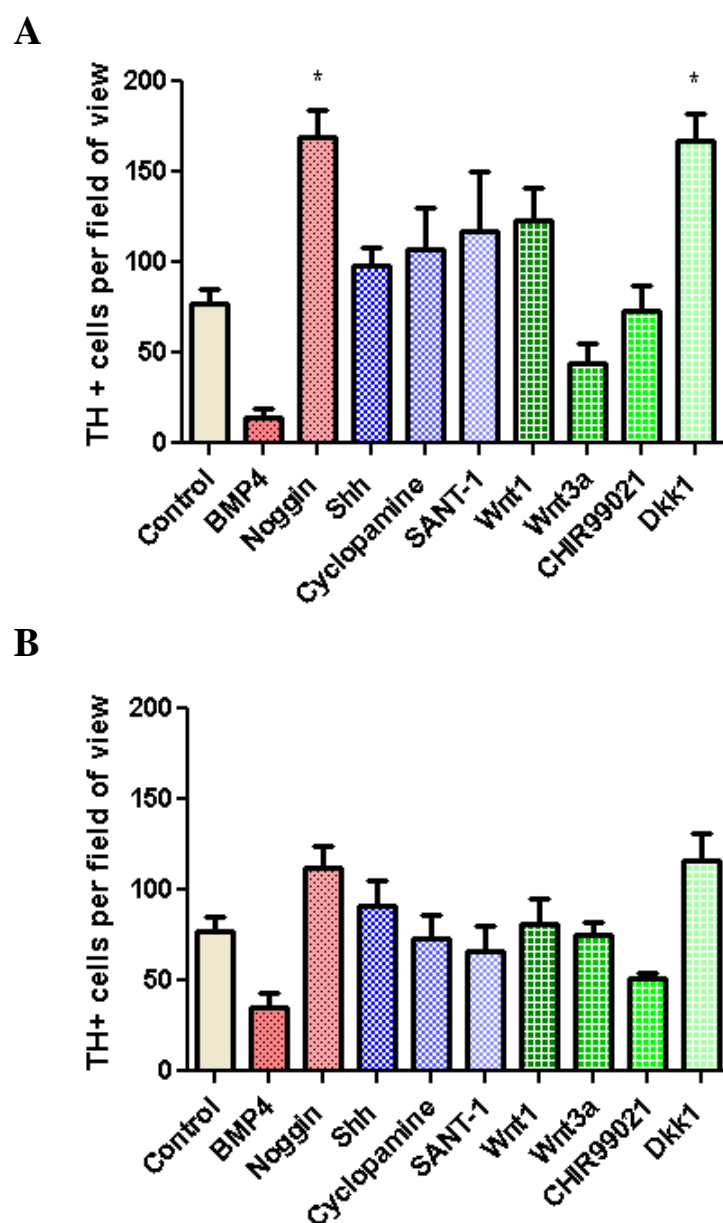 A
TH + cells per field of view
200
150
100
50
0
*
*
Control
BMP4
Noggin
Shh
Cyclopamine
SANT-1
Wnt1
Wnt3a
CHIR99021
Dkk1
B
TH+ cells per field of view
200
150
100
50
0
Control
BMP4
Noggin
Shh
Cyclopamine
SANT-1
Wnt1
Wnt3a
CHIR99021
Dkk1